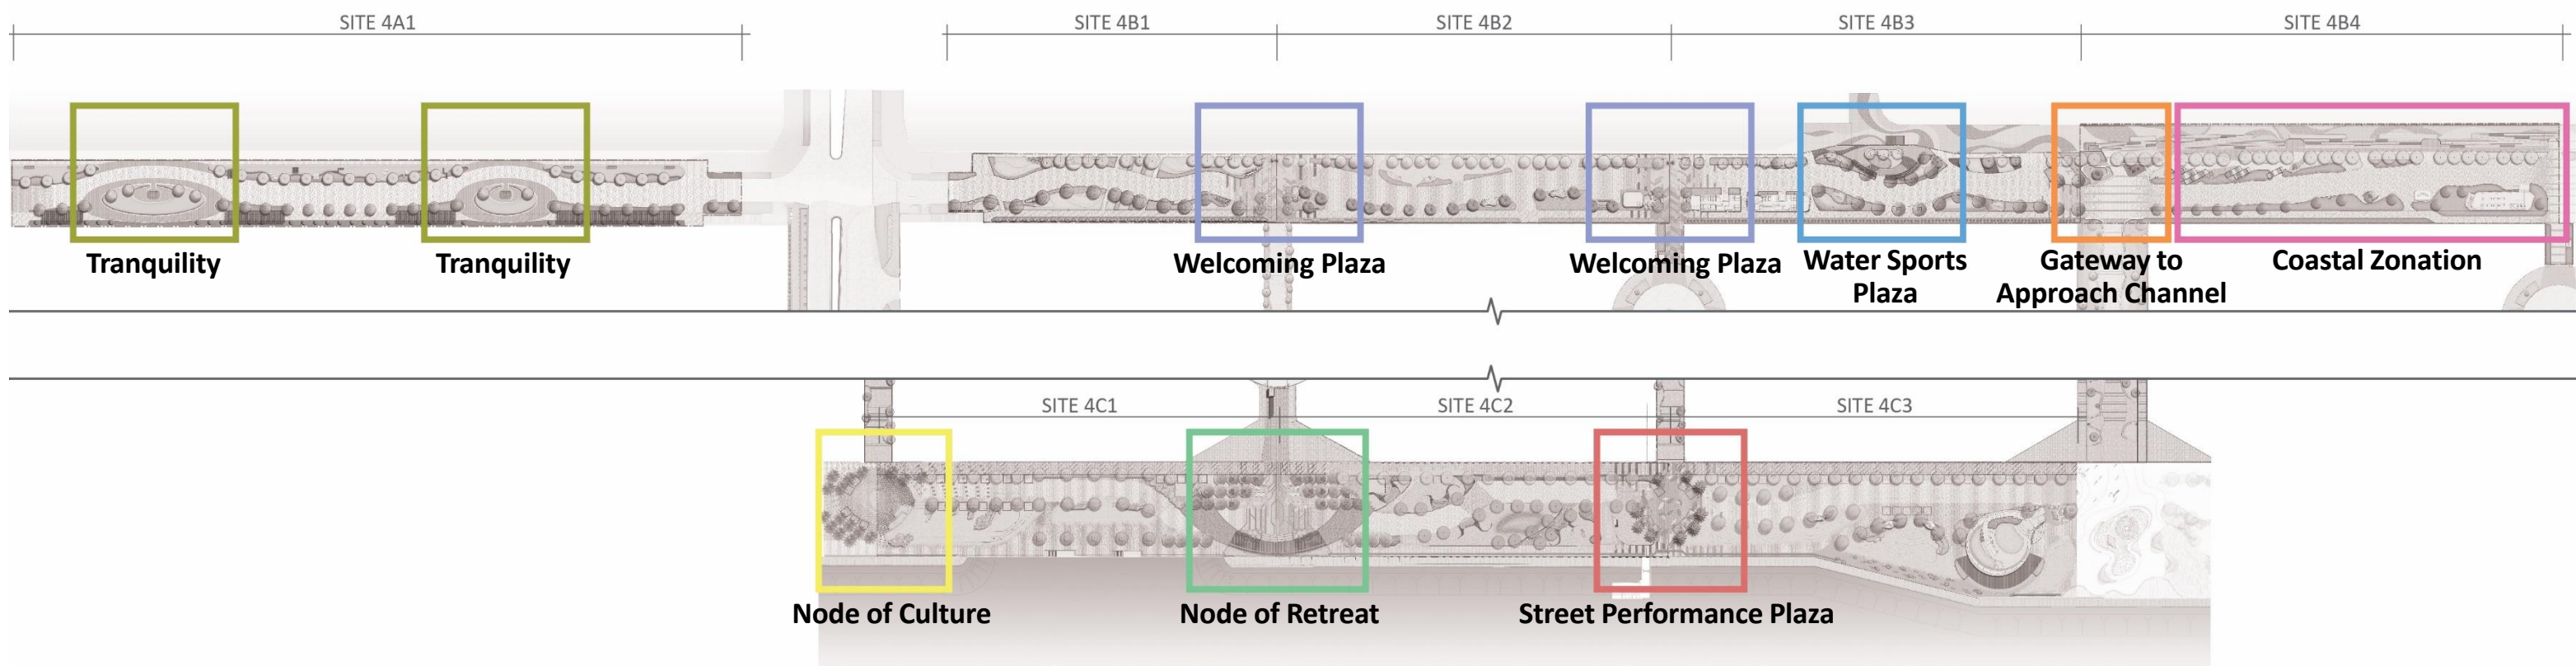 SITE 4A1
SITE 4B1
SITE 4B2
SITE 4B3
SITE 4B4
Tranquility
Tranquility
Welcoming Plaza
Welcoming Plaza
Water Sports
Plaza
Gateway to
Approach Channel
Coastal Zonation
SITE 4C1
SITE 4C2
SITE 4C3
Node of Culture
Node of Retreat
Street Performance Plaza